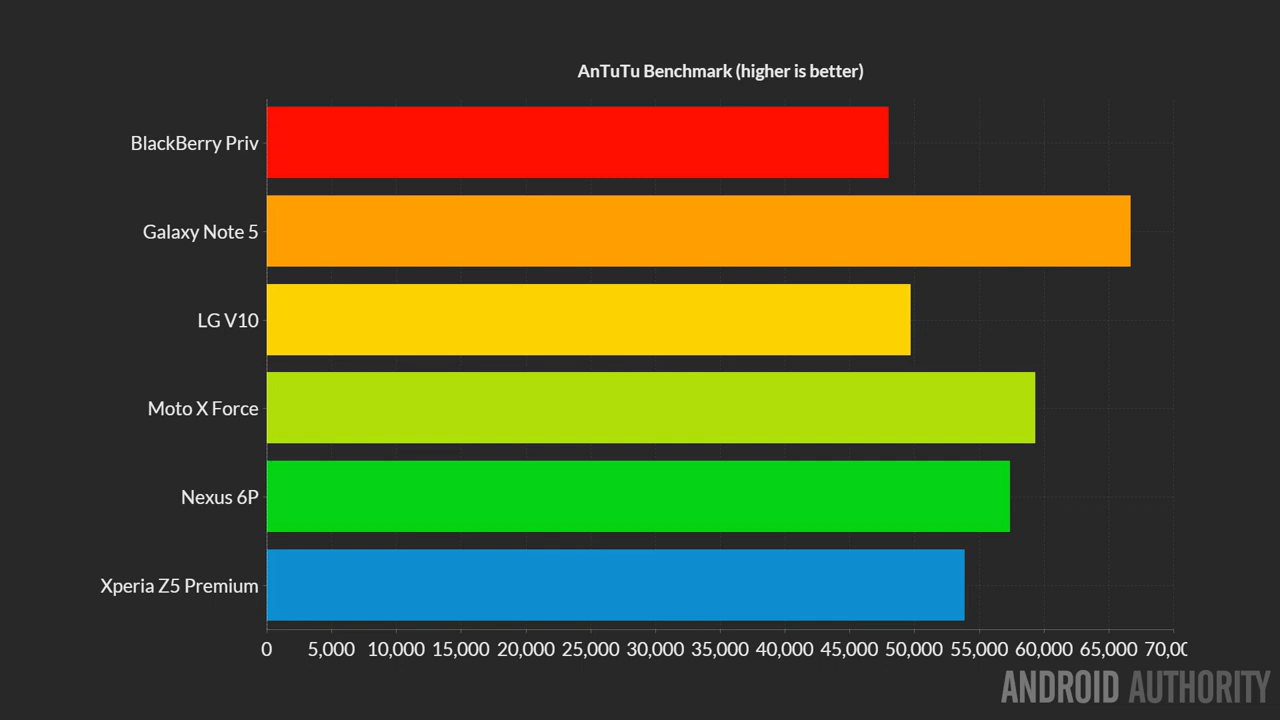 AnTuTu Benchmark (higher is better)
BlackBerry Priv
Galaxy Note 5
LG V10
Moto X Force
Nexus 6P
Xperia Z5 Premium
0 5,000 10,000 15,000 20,000 25,000 30,000 35,000 40,000 45,000 50,000 55,000 60,000 65,000 70,00
ANDROID AUTHORITY